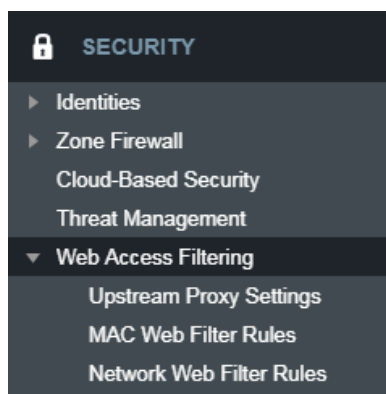 SECURITY
Identities
Zone Firewall
Cloud-Based Security
Threat Management
Web Access Filtering
Upstream Proxy Settings
MAC Web Filter Rules
Network Web Filter Rules